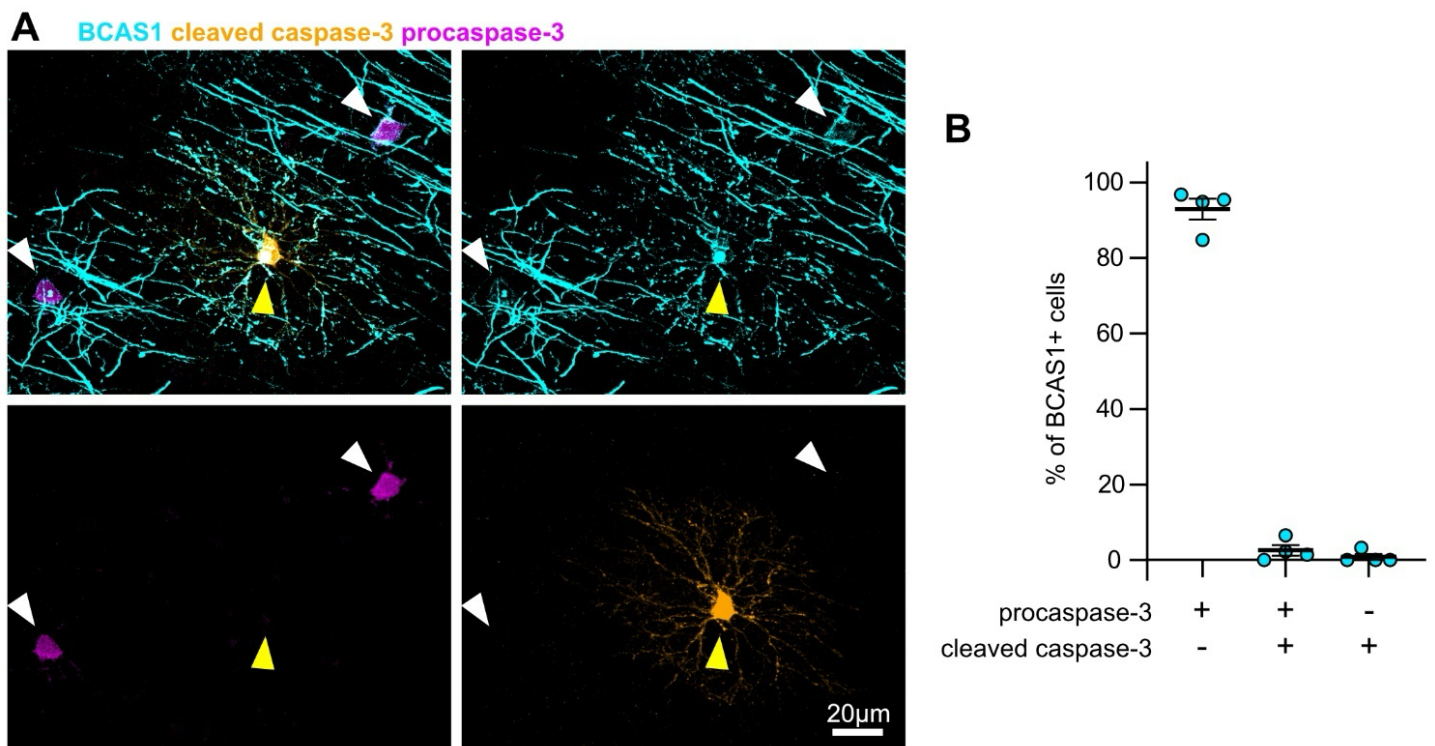 A BCAS1 cleaved caspase-3 procaspase-3
20µm
B
100
80
60
40
20
0
% of BCAS1+ cells
procaspase-3 + + -
cleaved caspase-3 - + +